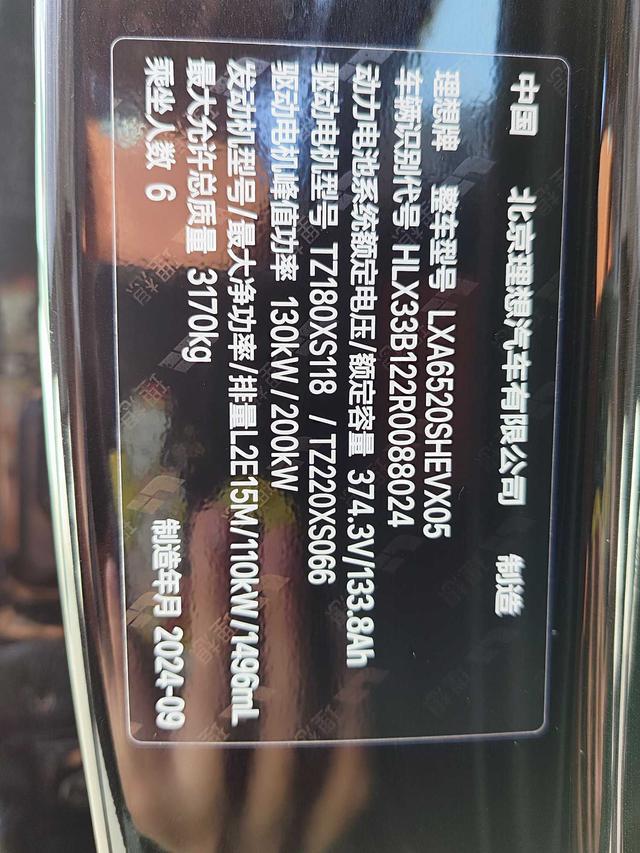 中国 北京理想汽车有限公司 制造
理想牌 整车型号 LXA6520SHEVX05
车辆识别代号 HLX33B122R0088024
动力电池系统额定电压/额定容量 374.3V/133.8Ah
驱动电机型号 TZ180XS118 / TZ220XS066
驱动电机峰值功率 130kW/200kW
发动机型号/最大净功率/排量L2E15M/110kW/1496mL
最大允许总质量 3170kg
乘坐人数 6 制造年月 2024-09